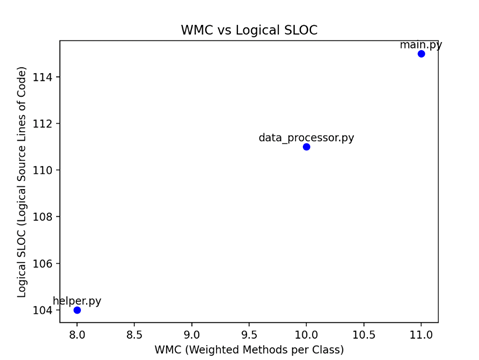 WMC vs Logical SLOC
main.py
114
data_processor.py
112
110
108
106
helper.py
104
Logical SLOC (Logical Source Lines of Code)
8.0 8.5 9.0 9.5 10.0 10.5 11.0
WMC (Weighted Methods per Class)